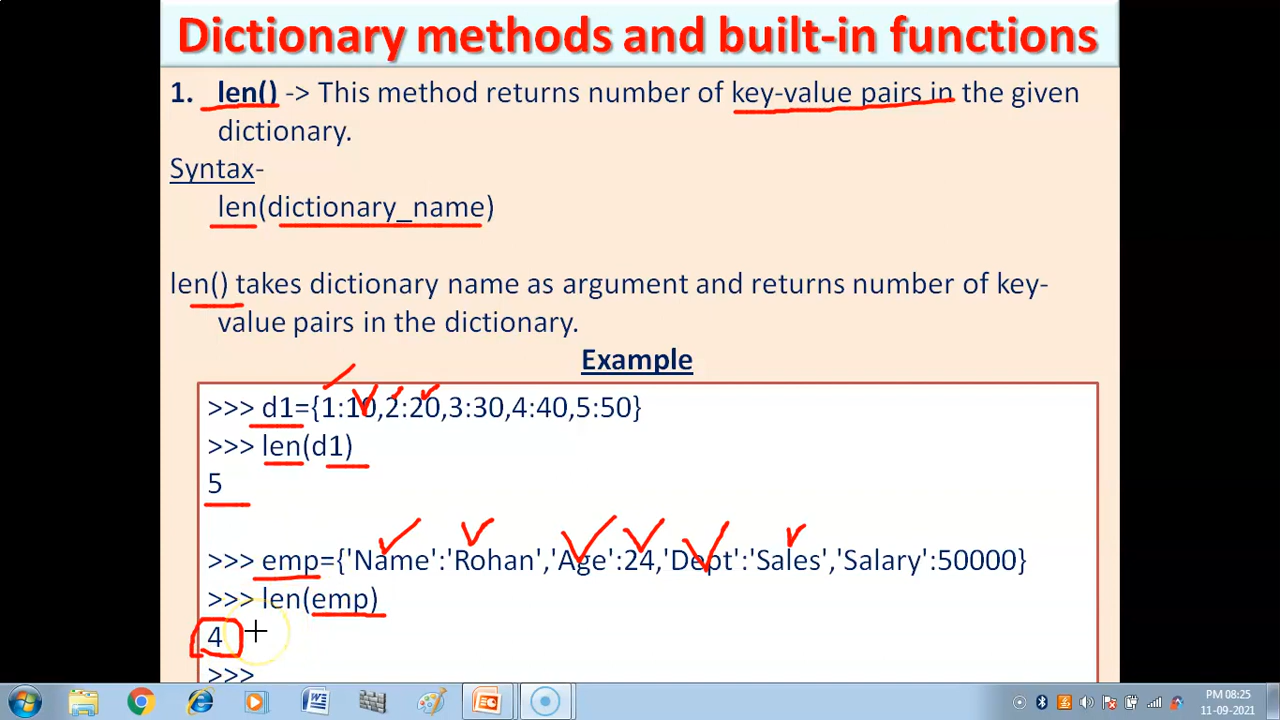 Dictionary methods and built-in functions
1. len() -> This method returns number of key-value pairs in the given
dictionary.
Syntax-
len(dictionary_name)
len() takes dictionary name as argument and returns number of key-
value pairs in the dictionary.
Example
>>> d1={1:10,2:20,3:30,4:40,5:50}
>>> len(d1)
5
>>> emp={'Name':'Rohan','Age':24,'Dept':'Sales','Salary':50000}
>>> len(emp)
4
>>>
PM 08:25
11-09-2021